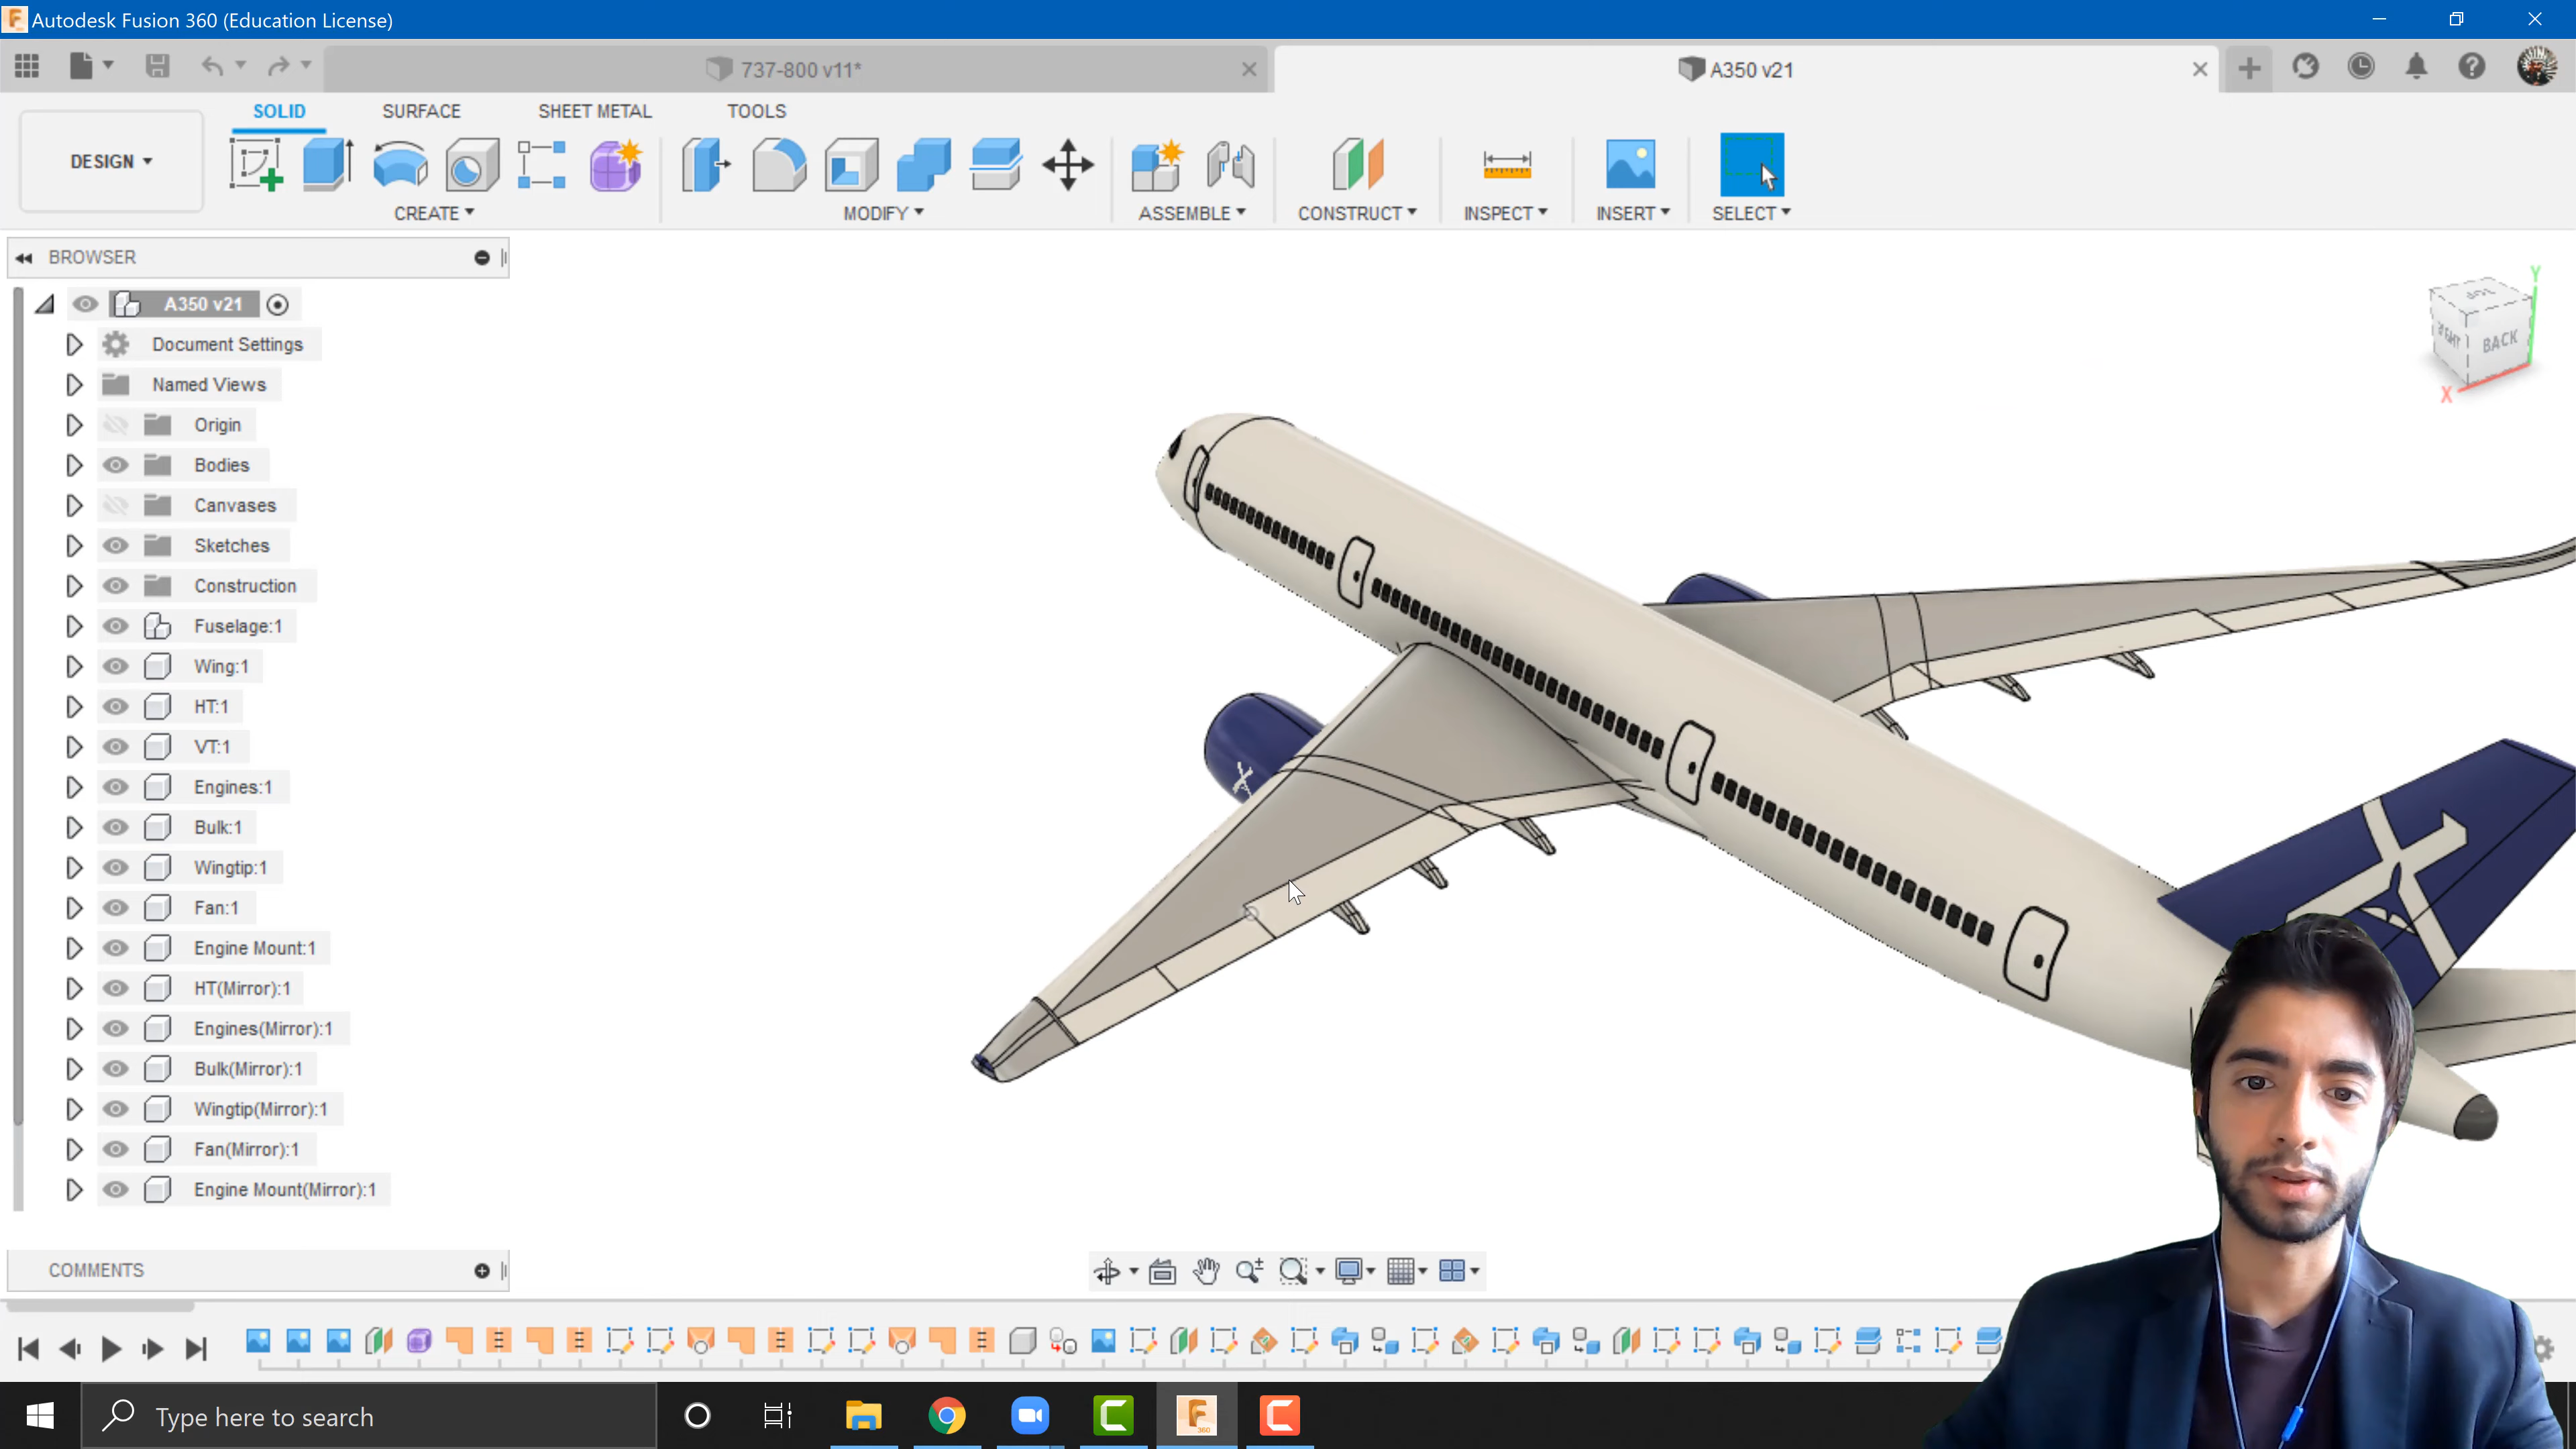 Autodesk Fusion 360 (Education License)
737-800 v11*
A350 v21
SOLID
SURFACE
SHEET METAL
TOOLS
DESIGN
CREATE
MODIFY
ASSEMBLE
CONSTRUCT
INSPECT
INSERT
SELECT
BROWSER
A350 v21
Document Settings
Named Views
Origin
Bodies
Canvases
Sketches
Construction
Fuselage:1
Wing:1
HT:1
VT:1
Engines:1
Bulk:1
Wingtip:1
Fan:1
Engine Mount:1
HT(Mirror):1
Engines(Mirror):1
Bulk(Mirror):1
Wingtip(Mirror):1
Fan(Mirror):1
Engine Mount(Mirror):1
Y
TOP
RIGHT
BACK
X
COMMENTS
Type here to search
F
360